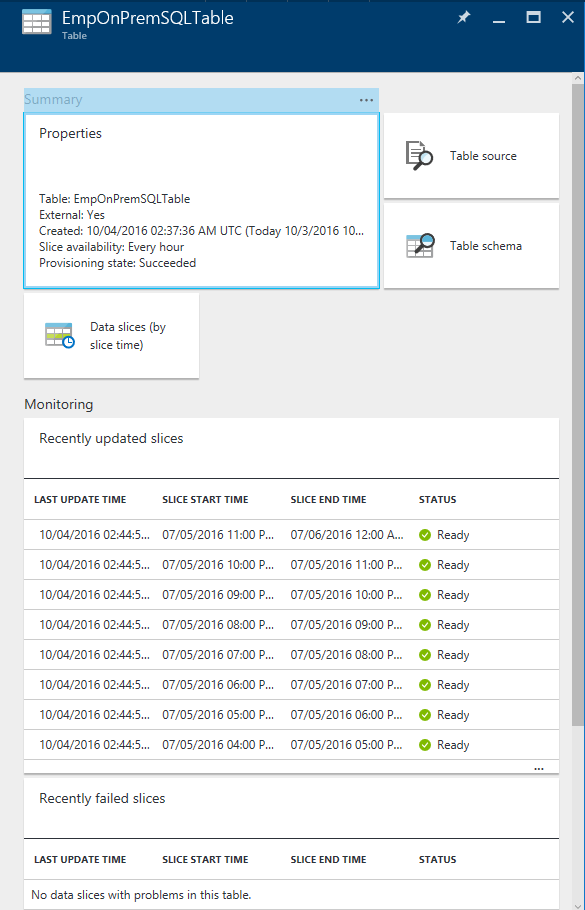 EmpOnPremSQLTable
Table
Summary
...
Properties
Table: EmpOnPremSQLTable
External: Yes
Created: 10/04/2016 02:37:36 AM UTC (Today 10/3/2016 10...
Slice availability: Every hour
Provisioning state: Succeeded
Table source
Table schema
Data slices (by
slice time)
Monitoring
Recently updated slices
LAST UPDATE TIME SLICE START TIME SLICE END TIME STATUS
10/04/2016 02:44:5... 07/05/2016 11:00 P... 07/06/2016 12:00 A... Ready
10/04/2016 02:44:5... 07/05/2016 10:00 P... 07/05/2016 11:00 P... Ready
10/04/2016 02:44:5... 07/05/2016 09:00 P... 07/05/2016 10:00 P... Ready
10/04/2016 02:44:5... 07/05/2016 08:00 P... 07/05/2016 09:00 P... Ready
10/04/2016 02:44:5... 07/05/2016 07:00 P... 07/05/2016 08:00 P... Ready
10/04/2016 02:44:5... 07/05/2016 06:00 P... 07/05/2016 07:00 P... Ready
10/04/2016 02:44:5... 07/05/2016 05:00 P... 07/05/2016 06:00 P... Ready
10/04/2016 02:44:5... 07/05/2016 04:00 P... 07/05/2016 05:00 P... Ready
...
Recently failed slices
LAST UPDATE TIME SLICE START TIME SLICE END TIME STATUS
No data slices with problems in this table.